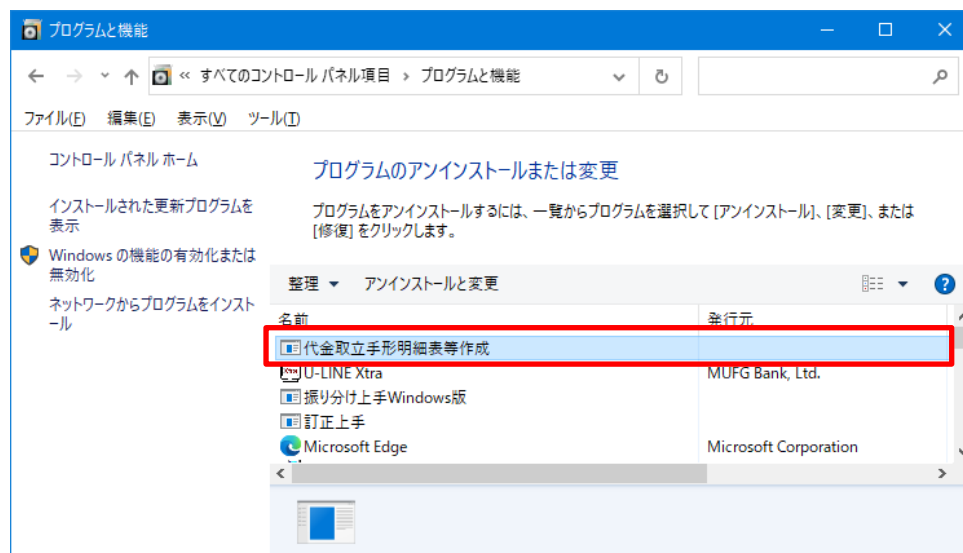 プログラムと機能
« すべてのコントロール パネル項目 › プログラムと機能
ファイル(F) 編集(E) 表示(V) ツール(T)
コントロール パネル ホーム
インストールされた更新プログラムを
表示
Windows の機能の有効化または
無効化
ネットワークからプログラムをインスト
ール
プログラムのアンインストールまたは変更
プログラムをアンインストールするには、一覧からプログラムを選択して [アンインストール]、[変更]、または
[修復] をクリックします。
整理 アンインストールと変更
名前 発行元
代金取立手形明細表等作成
U-LINE Xtra MUFG Bank, Ltd.
振り分け上手Windows版
訂正上手
Microsoft Edge Microsoft Corporation